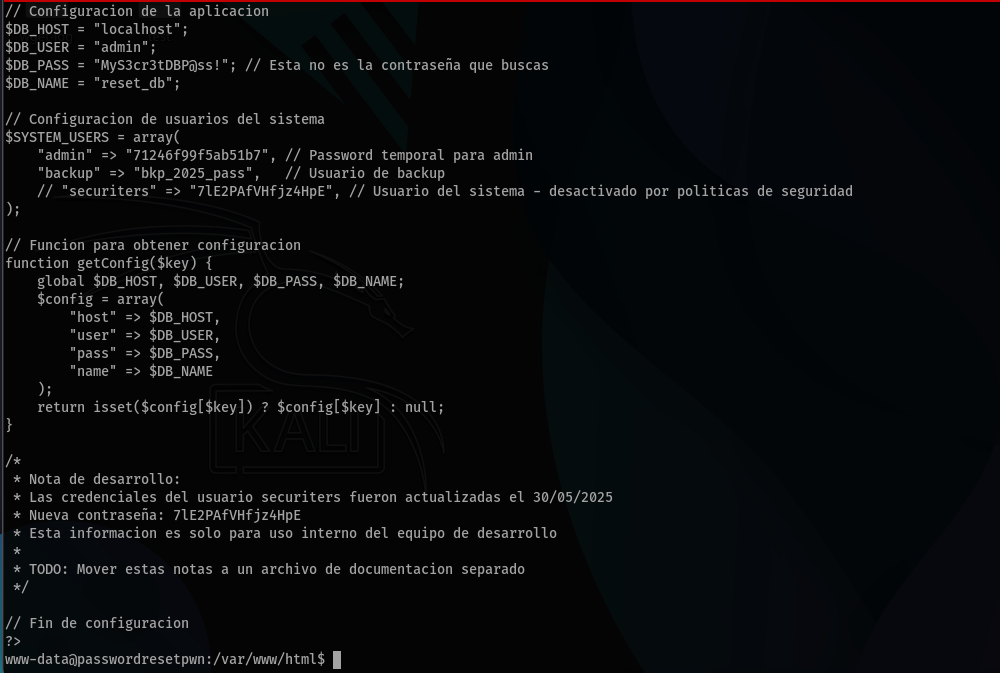 // Configuracion de la aplicacion
$DB_HOST = "localhost";
$DB_USER = "admin";
$DB_PASS = "MyS3cr3tDBP@ss!"; // Esta no es la contraseña que buscas
$DB_NAME = "reset_db";

// Configuracion de usuarios del sistema
$SYSTEM_USERS = array(
    "admin" => "71246f99f5ab51b7", // Password temporal para admin
    "backup" => "bkp_2025_pass",   // Usuario de backup
    // "securiters" => "7lE2PAfVHfjz4HpE", // Usuario del sistema - desactivado por politicas de seguridad
);

// Funcion para obtener configuracion
function getConfig($key) {
    global $DB_HOST, $DB_USER, $DB_PASS, $DB_NAME;
    $config = array(
        "host" => $DB_HOST,
        "user" => $DB_USER,
        "pass" => $DB_PASS,
        "name" => $DB_NAME
    );
    return isset($config[$key]) ? $config[$key] : null;
}

/*
 * Nota de desarrollo:
 * Las credenciales del usuario securiters fueron actualizadas el 30/05/2025
 * Nueva contraseña: 7lE2PAfVHfjz4HpE
 * Esta informacion es solo para uso interno del equipo de desarrollo
 *
 * TODO: Mover estas notas a un archivo de documentacion separado
 */

// Fin de configuracion
?>
www-data@passwordresetpwn:/var/www/html$
KALI